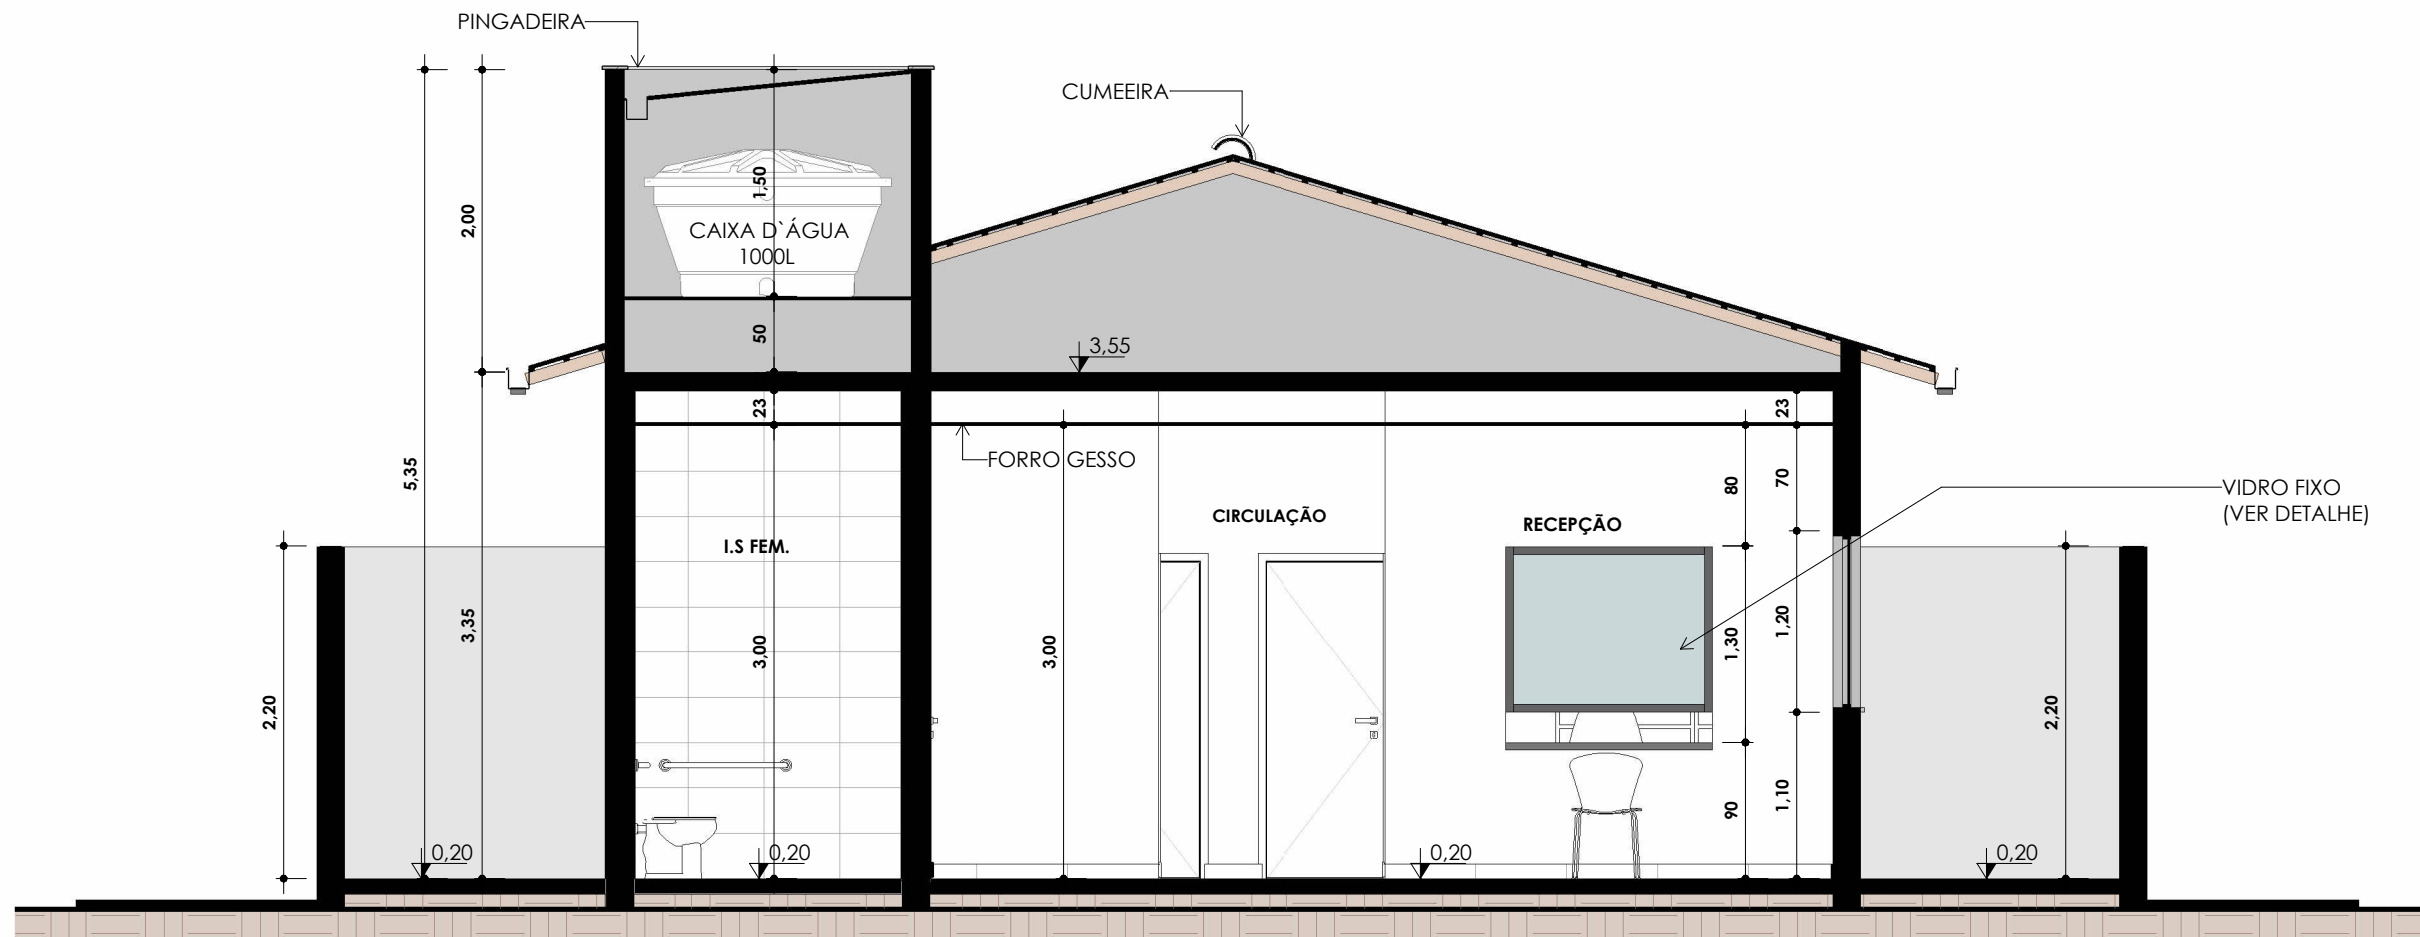 PINGADEIRA
CUMEEIRA
1,50
2,00
CAIXA D`ÁGUA
1000L
50
3,55
23
23
FORRO GESSO
5,35
80
70
VIDRO FIXO
(VER DETALHE)
CIRCULAÇÃO
RECEPÇÃO
I.S FEM.
3,35
3,00
3,00
1,30
1,20
2,20
2,20
90
1,10
0,20
0,20
0,20
0,20